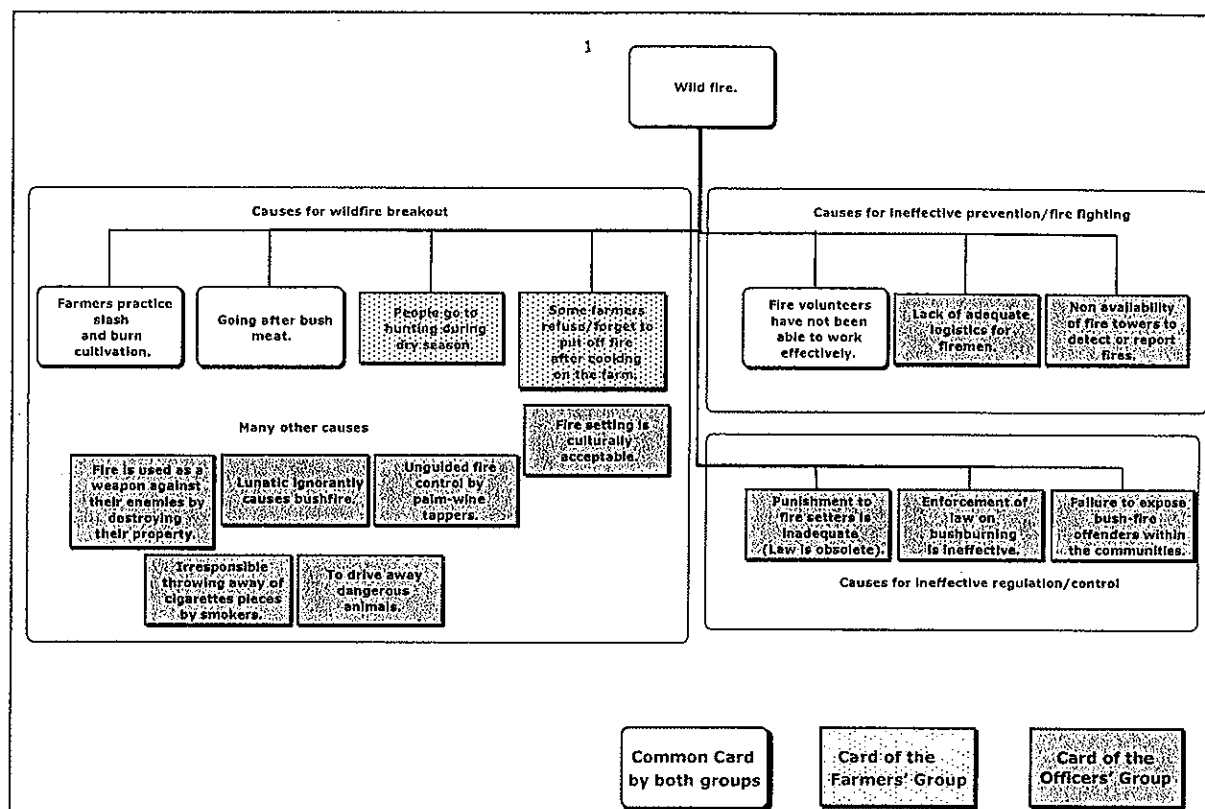 1
Wild fire.
Causes for wildfire breakout
Farmers practice
slash
and burn
cultivation.
Going after bush
meat.
People go to
hunting during
dry season.
Some farmers
refuse/forget to
put off fire
after cooking
on the farm.
Many other causes
Fire setting is
culturally
acceptable.
Fire is used as a
weapon against
their enemies by
destroying
their property.
Lunatic ignorantly
causes bushfire.
Unguided fire
control by
palm-wine
tappers.
Irresponsible
throwing away of
cigarettes pieces
by smokers.
To drive away
dangerous
animals.
Causes for ineffective prevention/fire fighting
Fire volunteers
have not been
able to work
effectively.
Lack of adequate
logistics for
firemen.
Non availability
of fire towers to
detect or report
fires.
Punishment to
fire setters is
inadequate
(Law is obsolete).
Enforcement of
law on
bushburning
is ineffective.
Failure to expose
bush-fire
offenders within
the communities.
Causes for ineffective regulation/control
Common Card
by both groups
Card of the
Farmers' Group
Card of the
Officers' Group